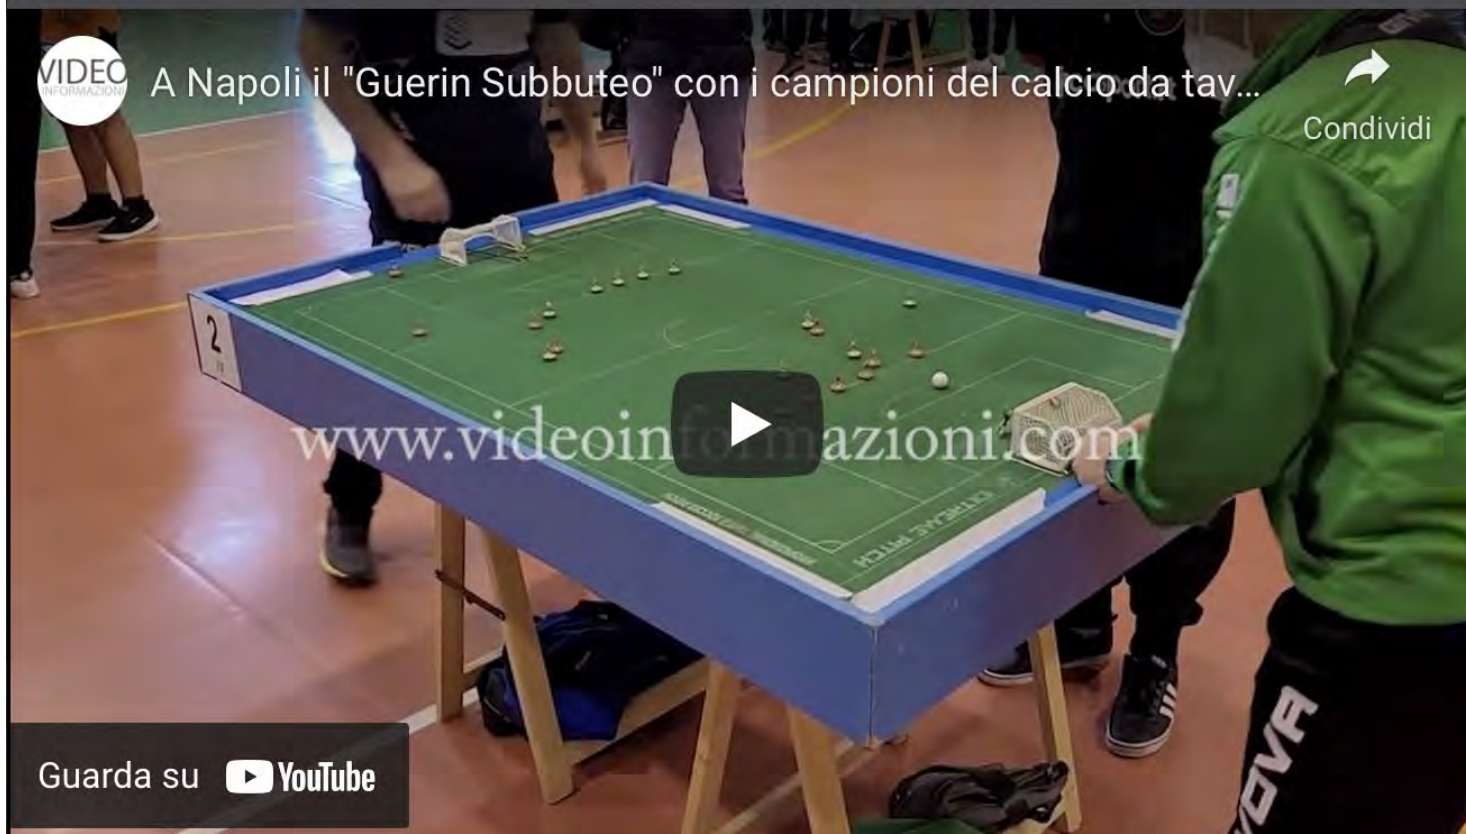 VIDEO
INFORMAZIONI
A Napoli il "Guerin Subbuteo" con i campioni del calcio da tav...
Condividi
2
www.videoinformazioni.com
EXTREME PITCH
Guarda su YouTube
NOVA